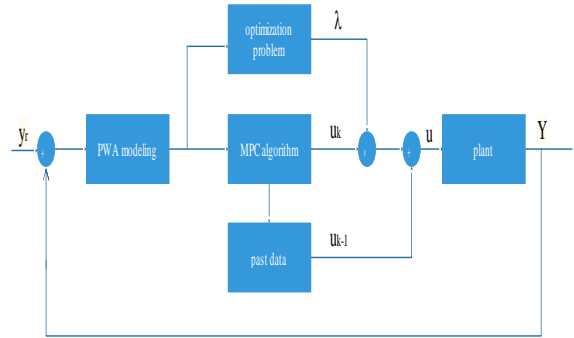 optimization
problem
λ
yr
+
PWA modeling
MPC algorithm
uk
+
u
plant
Y
past data
uk-1